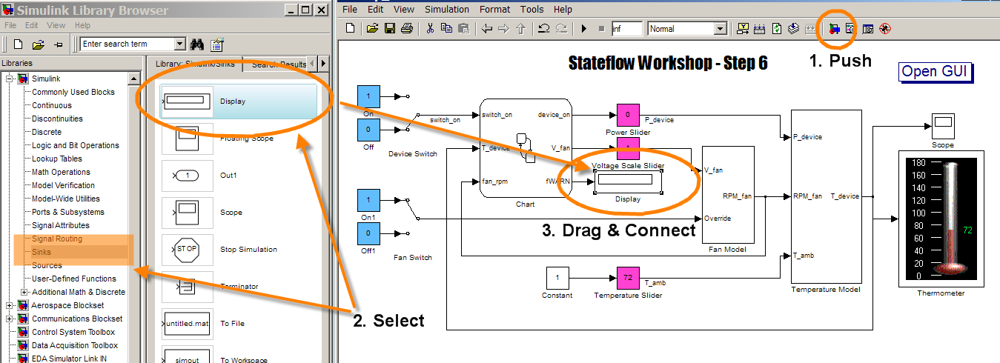 Simulink Library Browser
File Edit View Help
Enter search term
Libraries
Library: Simulink/Sinks
Search Results
Simulink
Commonly Used Blocks
Continuous
Discontinuities
Discrete
Logic and Bit Operations
Lookup Tables
Math Operations
Model Verification
Model-Wide Utilities
Ports & Subsystems
Signal Attributes
Signal Routing
Sinks
Sources
User-Defined Functions
Additional Math & Discrete
Aerospace Blockset
Communications Blockset
Control System Toolbox
Data Acquisition Toolbox
EDA Simulator Link IN
Display
Floating Scope
1
Out1
Scope
STOP
Stop Simulation
Terminator
untitled.mat
To File
simout
To Workspace
2. Select
File Edit View Simulation Format Tools Help
inf
Normal
1. Push
Stateflow Workshop - Step 6
Open GUI
1
On
0
Off
switch_on
Device Switch
1
On1
0
Off1
Fan Switch
switch_on
T_device
fan_rpm
device_on
V_fan
fWARN
Chart
0
P_device
Power Slider
1
Voltage Scale Slider
Display
3. Drag & Connect
V_fan
RPM_fan
Override
Fan Model
1
Constant
72
T_amb
Temperature Slider
P_device
RPM_fan
T_device
T_amb
Temperature Model
Scope
180
160
140
120
100
80
60
40
20
0
72
Thermometer